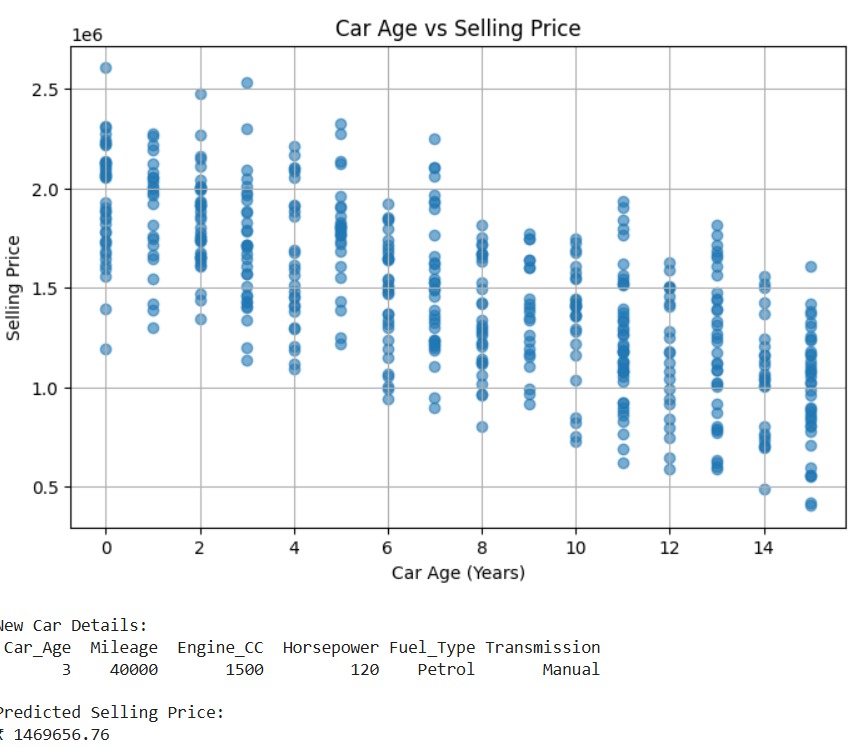 Car Age vs Selling Price
1e6
2.5
2.0
1.5
1.0
0.5
Selling Price
0 2 4 6 8 10 12 14
Car Age (Years)
New Car Details:
Car_Age Mileage Engine_CC Horsepower Fuel_Type Transmission
3 40000 1500 120 Petrol Manual
Predicted Selling Price:
₹ 1469656.76